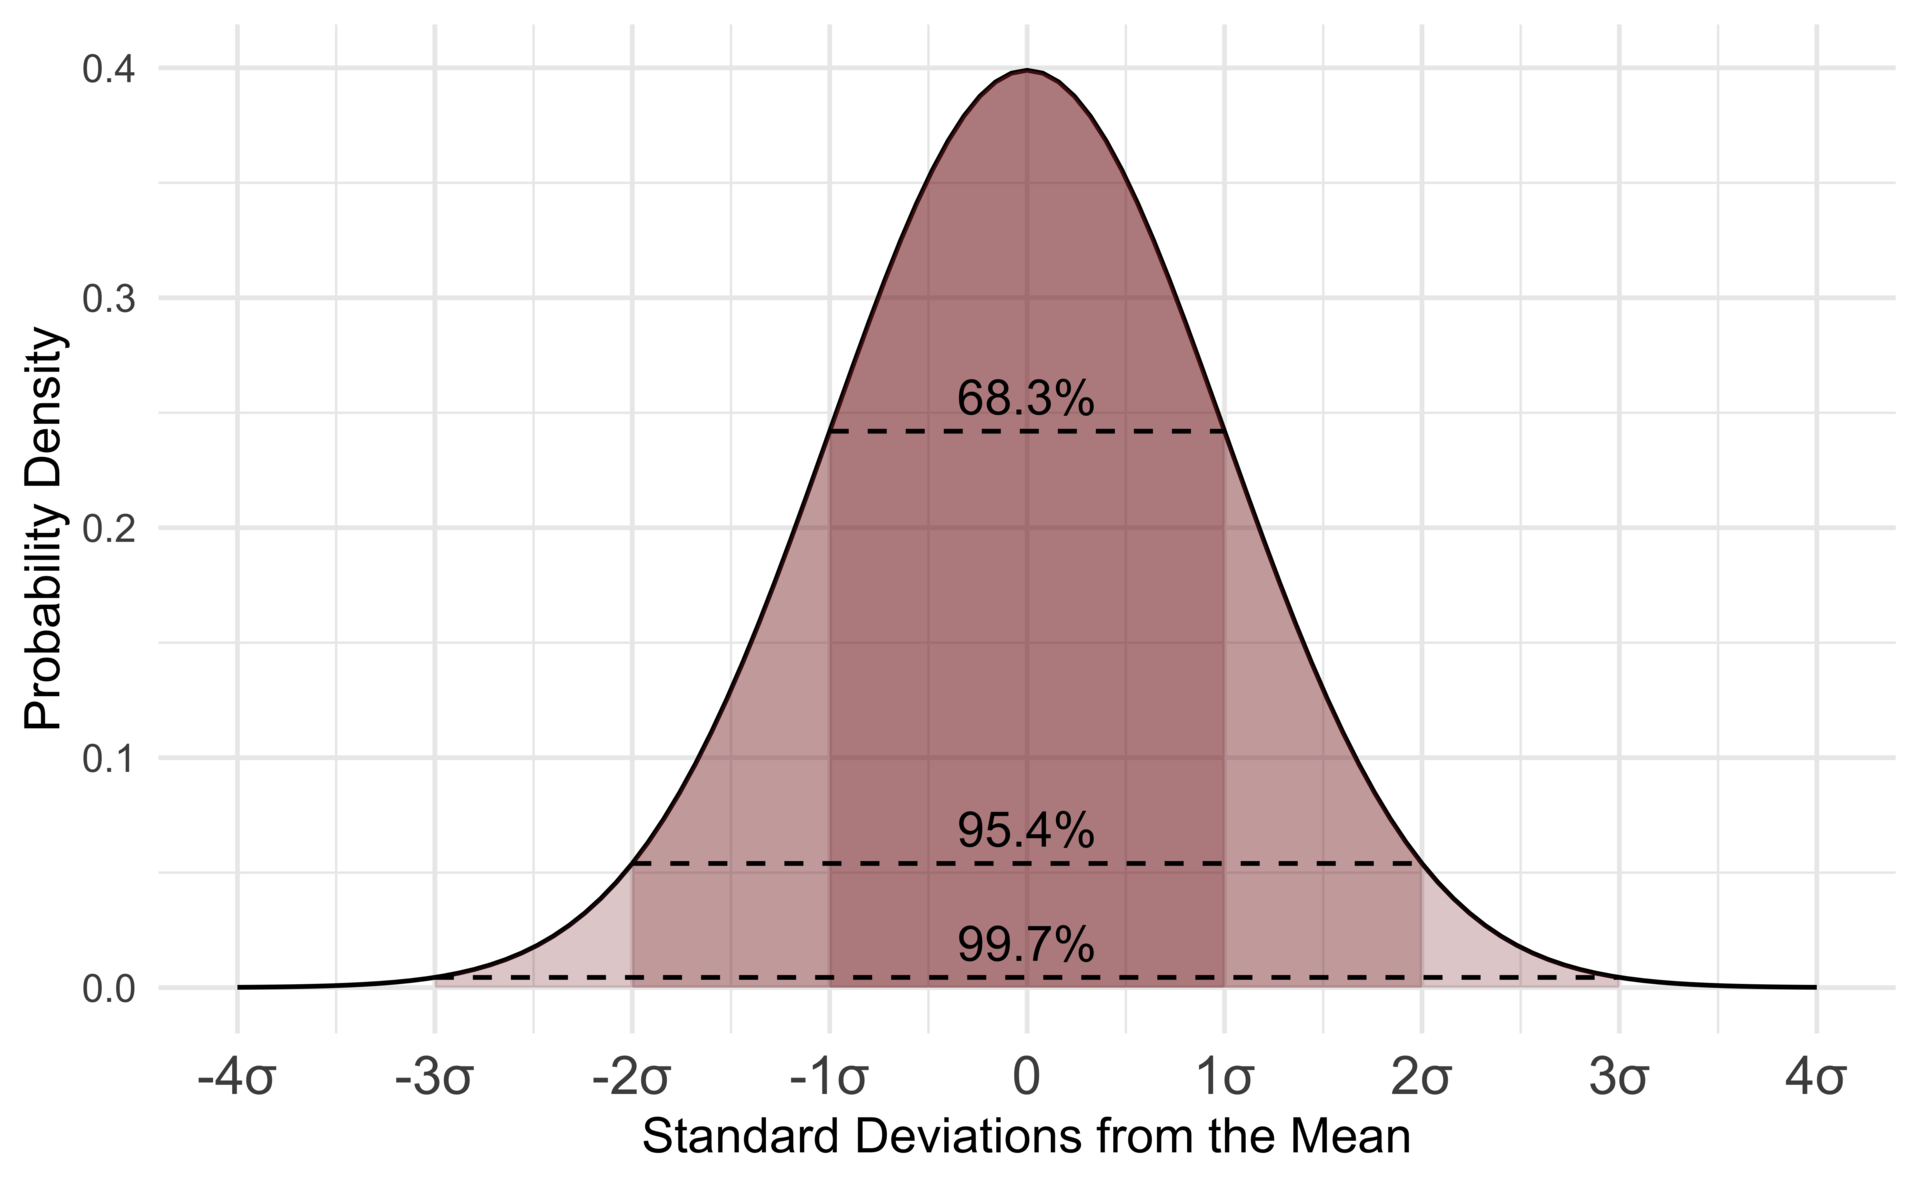 0.4
0.3
0.2
0.1
0.0
Probability Density
68.3%
95.4%
99.7%
-4σ -3σ -2σ -1σ 0 1σ 2σ 3σ 4σ
Standard Deviations from the Mean